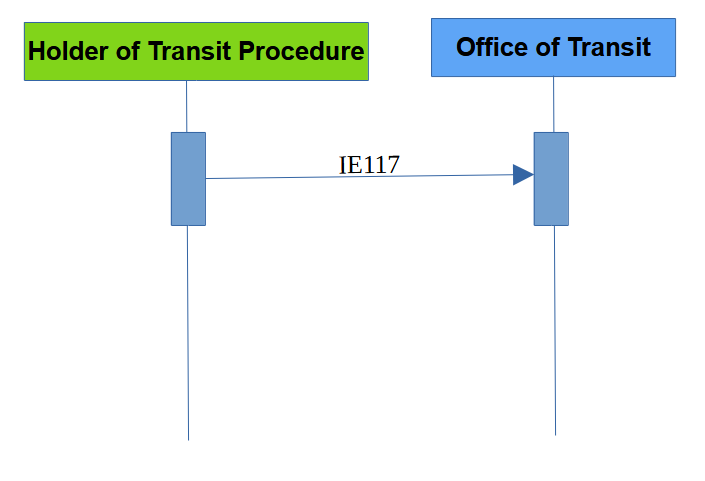 Holder of Transit Procedure
Office of Transit
IE117